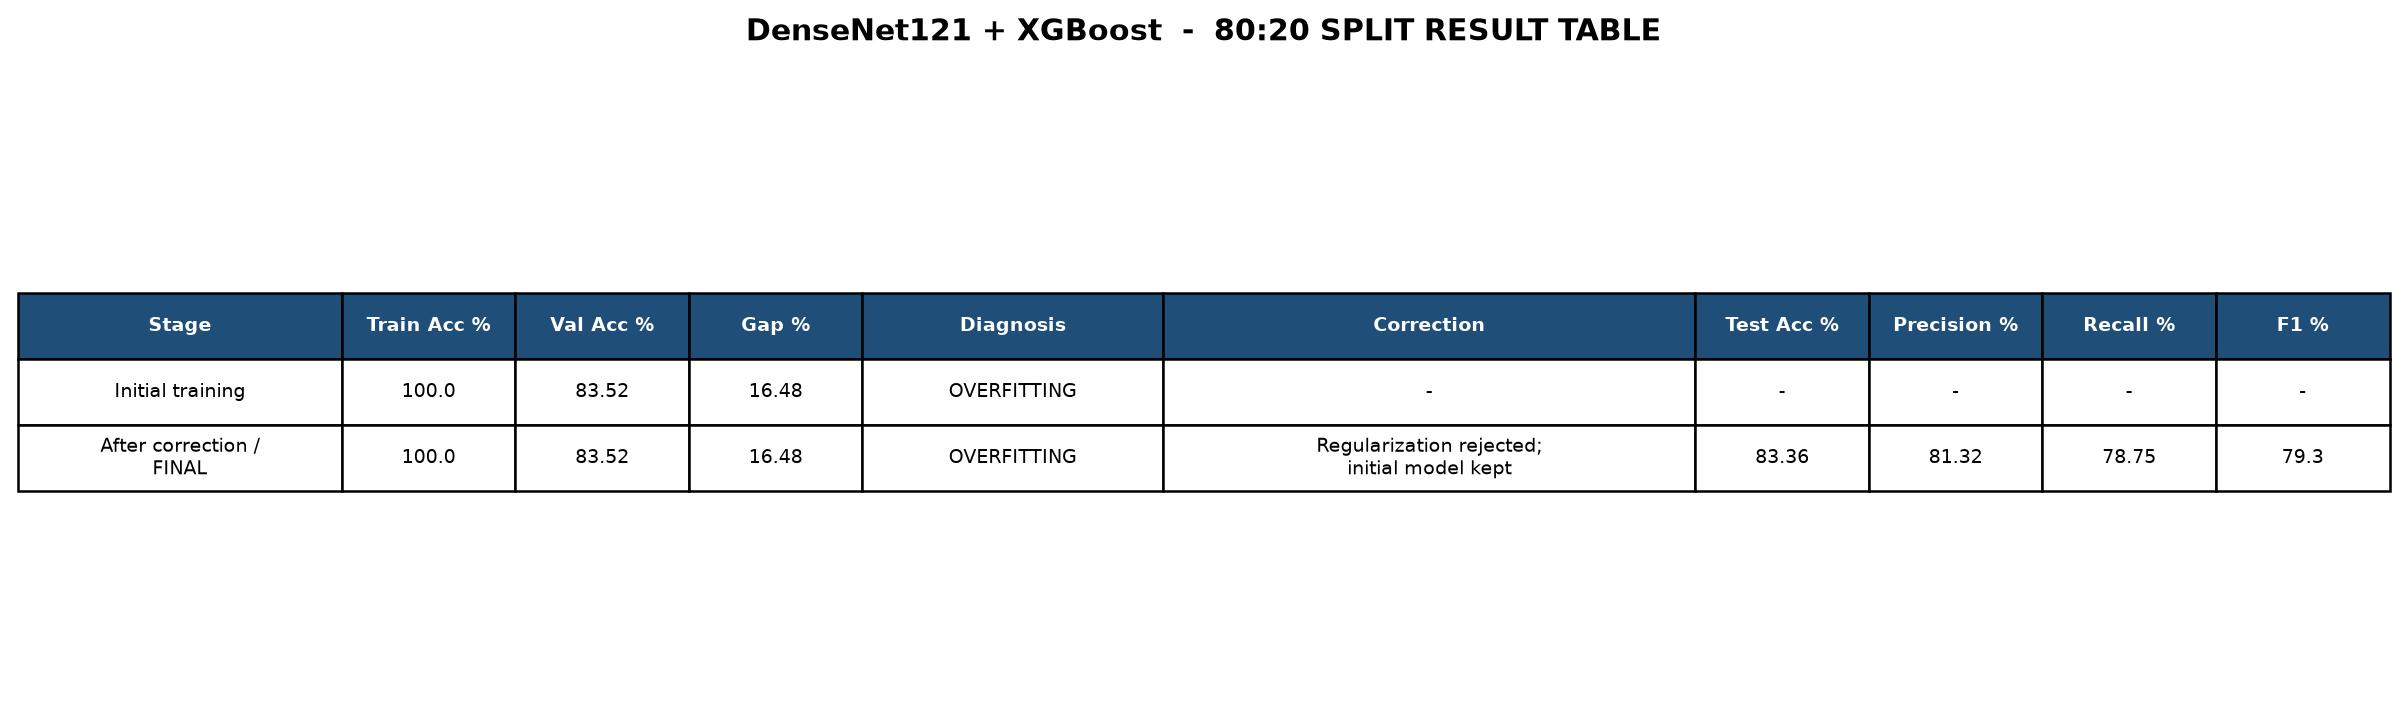 DenseNet121 + XGBoost  -  80:20 SPLIT RESULT TABLE
Stage Train Acc % Val Acc % Gap % Diagnosis Correction Test Acc % Precision % Recall % F1 %
Initial training 100.0 83.52 16.48 OVERFITTING - - - - -
After correction /
FINAL 100.0 83.52 16.48 OVERFITTING Regularization rejected;
initial model kept 83.36 81.32 78.75 79.3